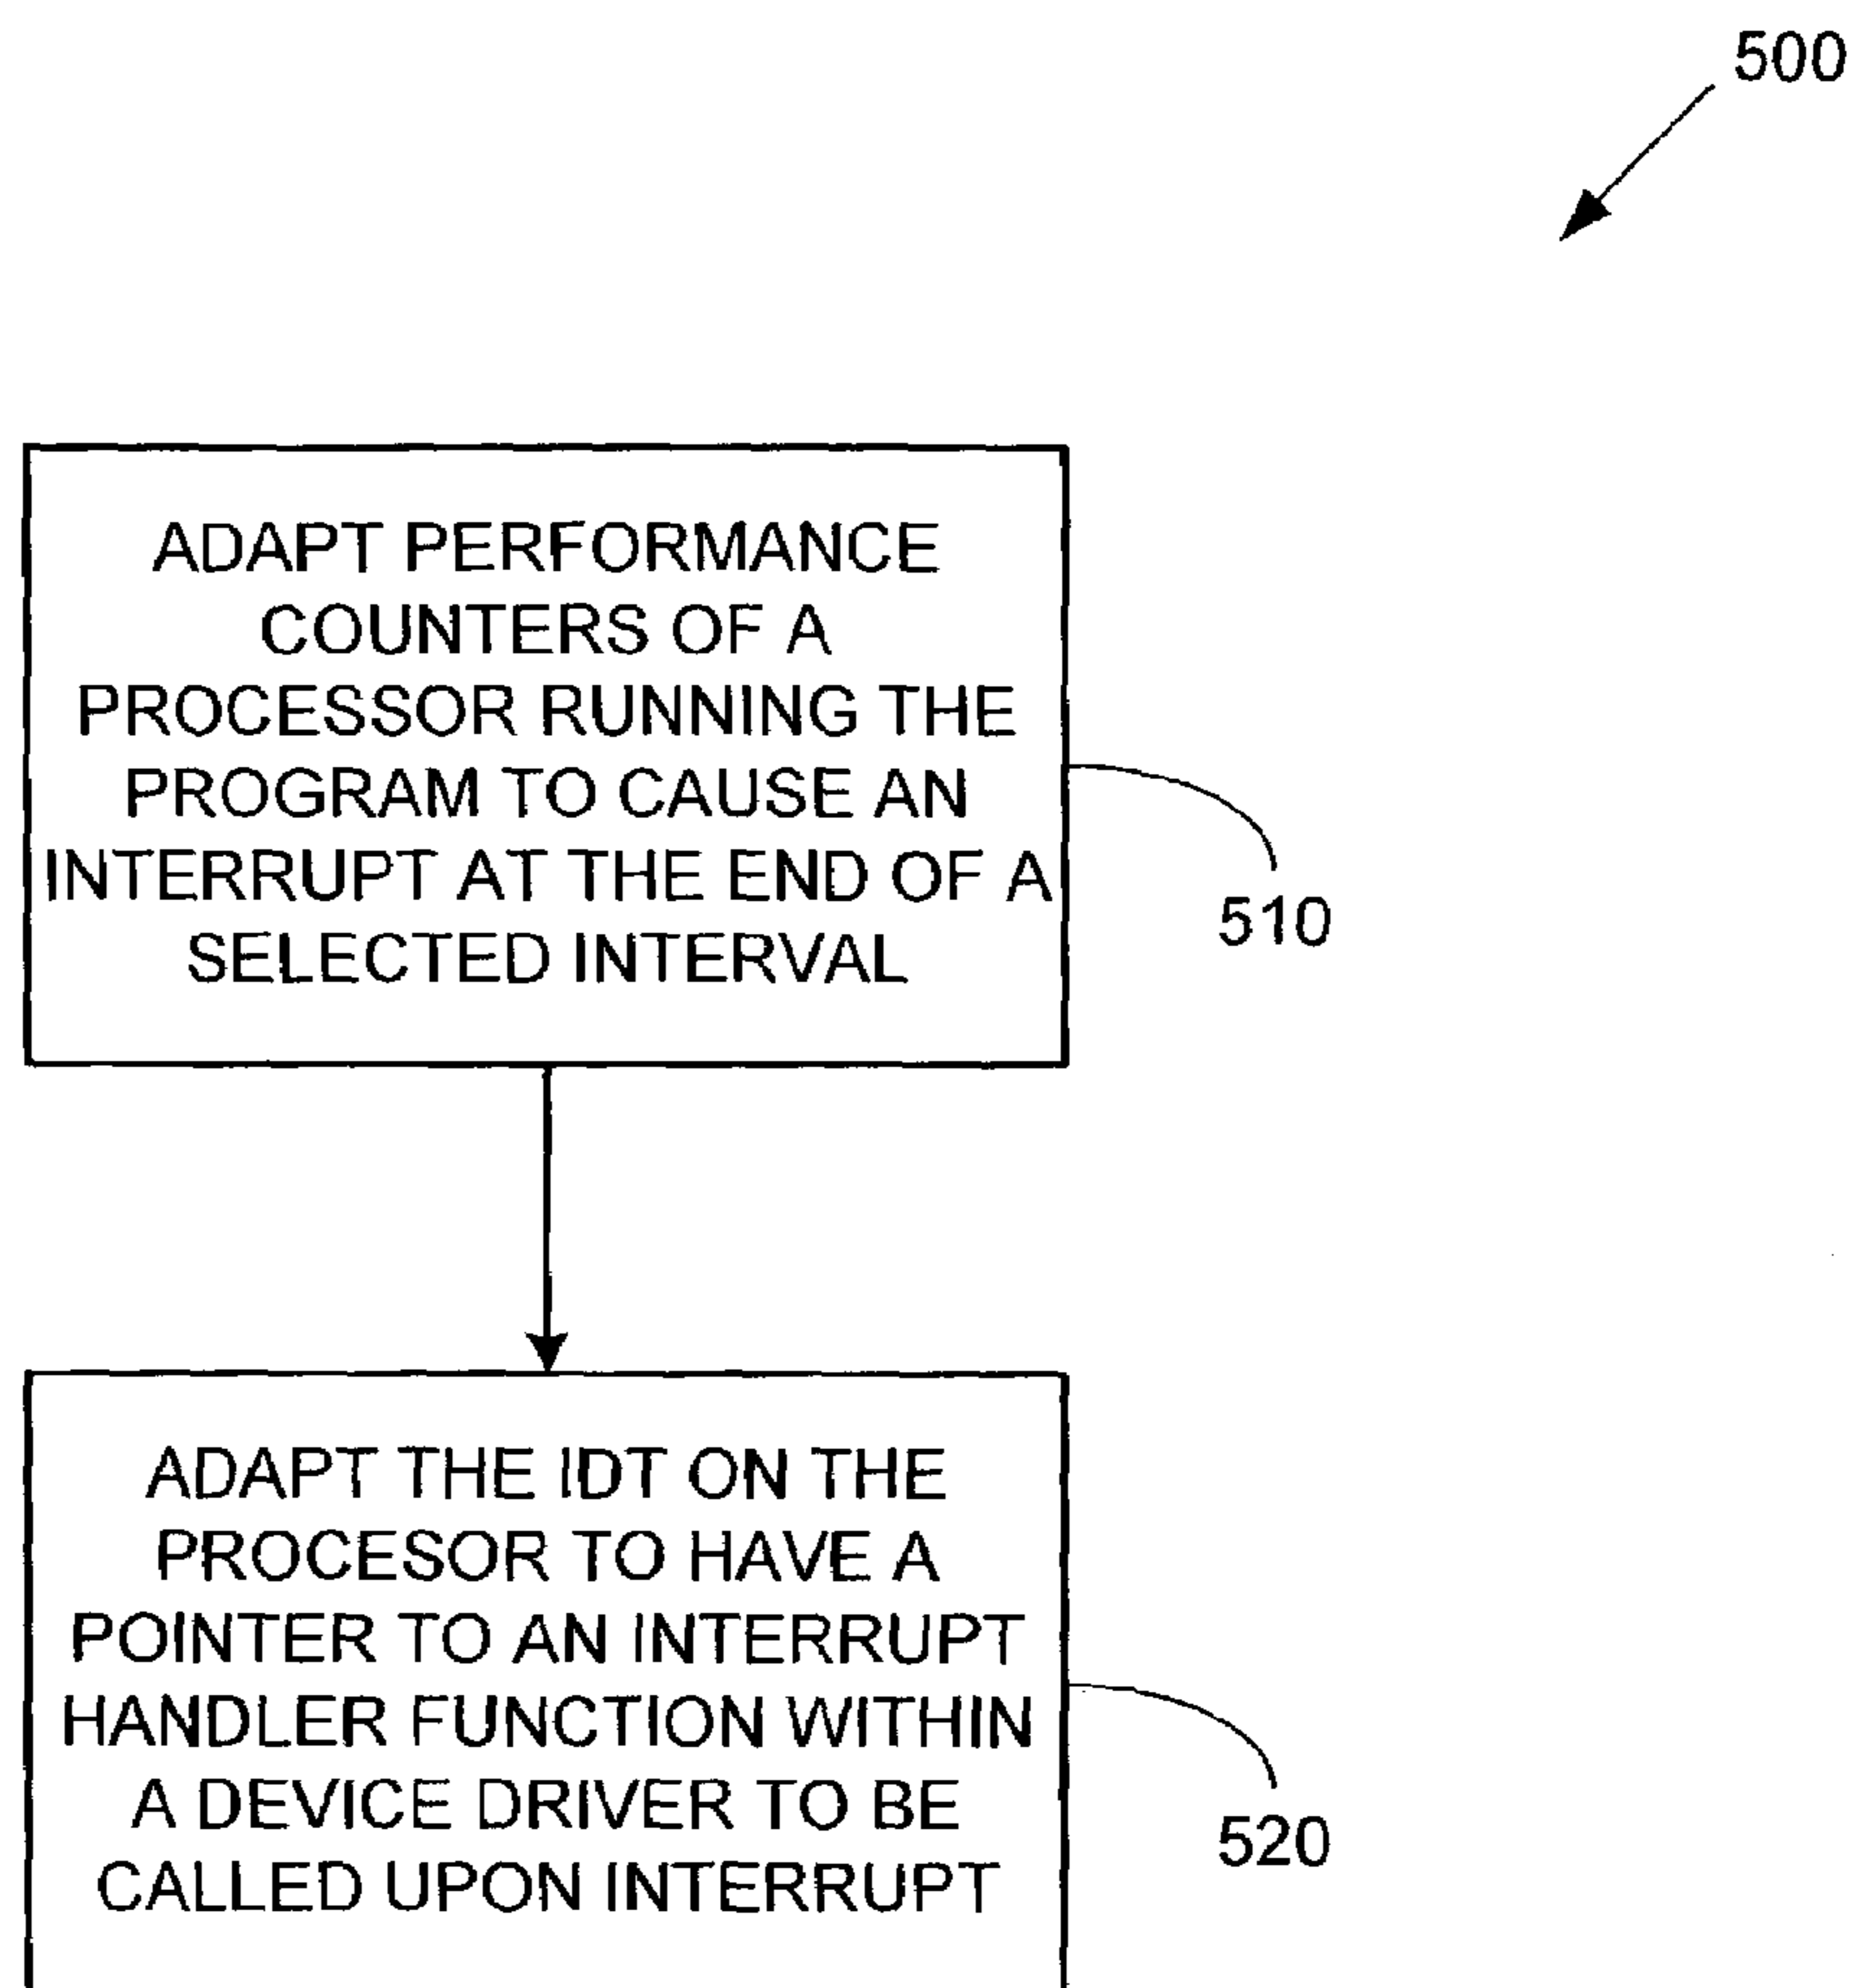 500
ADAPT PERFORMANCE
COUNTERS OF A
PROCESSOR RUNNING THE
PROGRAM TO CAUSE AN
INTERRUPT AT THE END OF A
SELECTED INTERVAL
510
ADAPT THE IDT ON THE
PROCESOR TO HAVE A
POINTER TO AN INTERRUPT
HANDLER FUNCTION WITHIN
A DEVICE DRIVER TO BE
CALLED UPON INTERRUPT
520